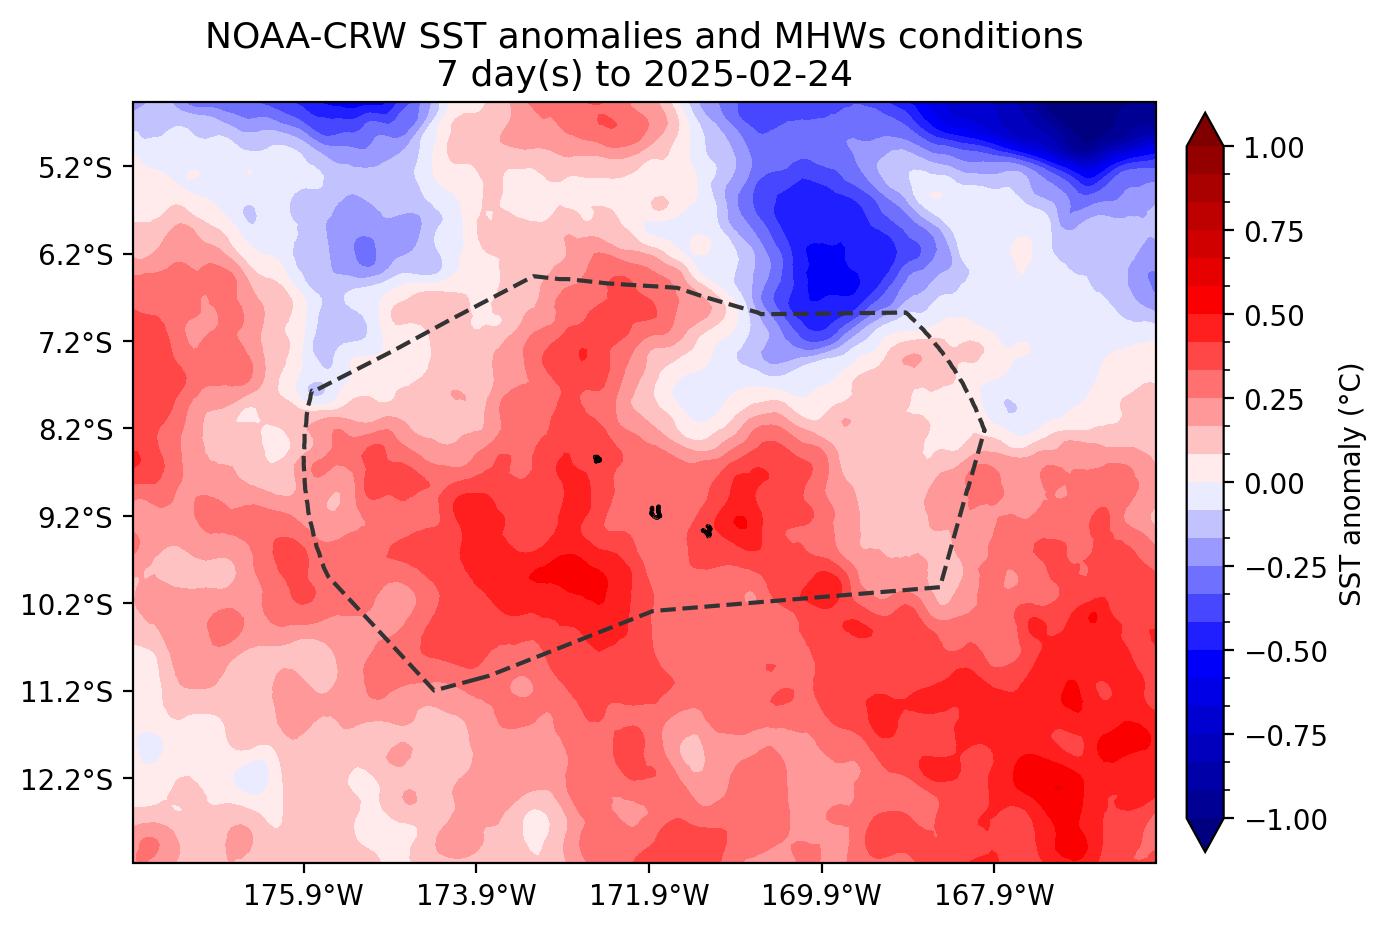 NOAA-CRW SST anomalies and MHWs conditions
7 day(s) to 2025-02-24
5.2°S
6.2°S
7.2°S
8.2°S
9.2°S
10.2°S
11.2°S
12.2°S
175.9°W
173.9°W
171.9°W
169.9°W
167.9°W
1.00
0.75
0.50
0.25
0.00
−0.25
−0.50
−0.75
−1.00
SST anomaly (°C)